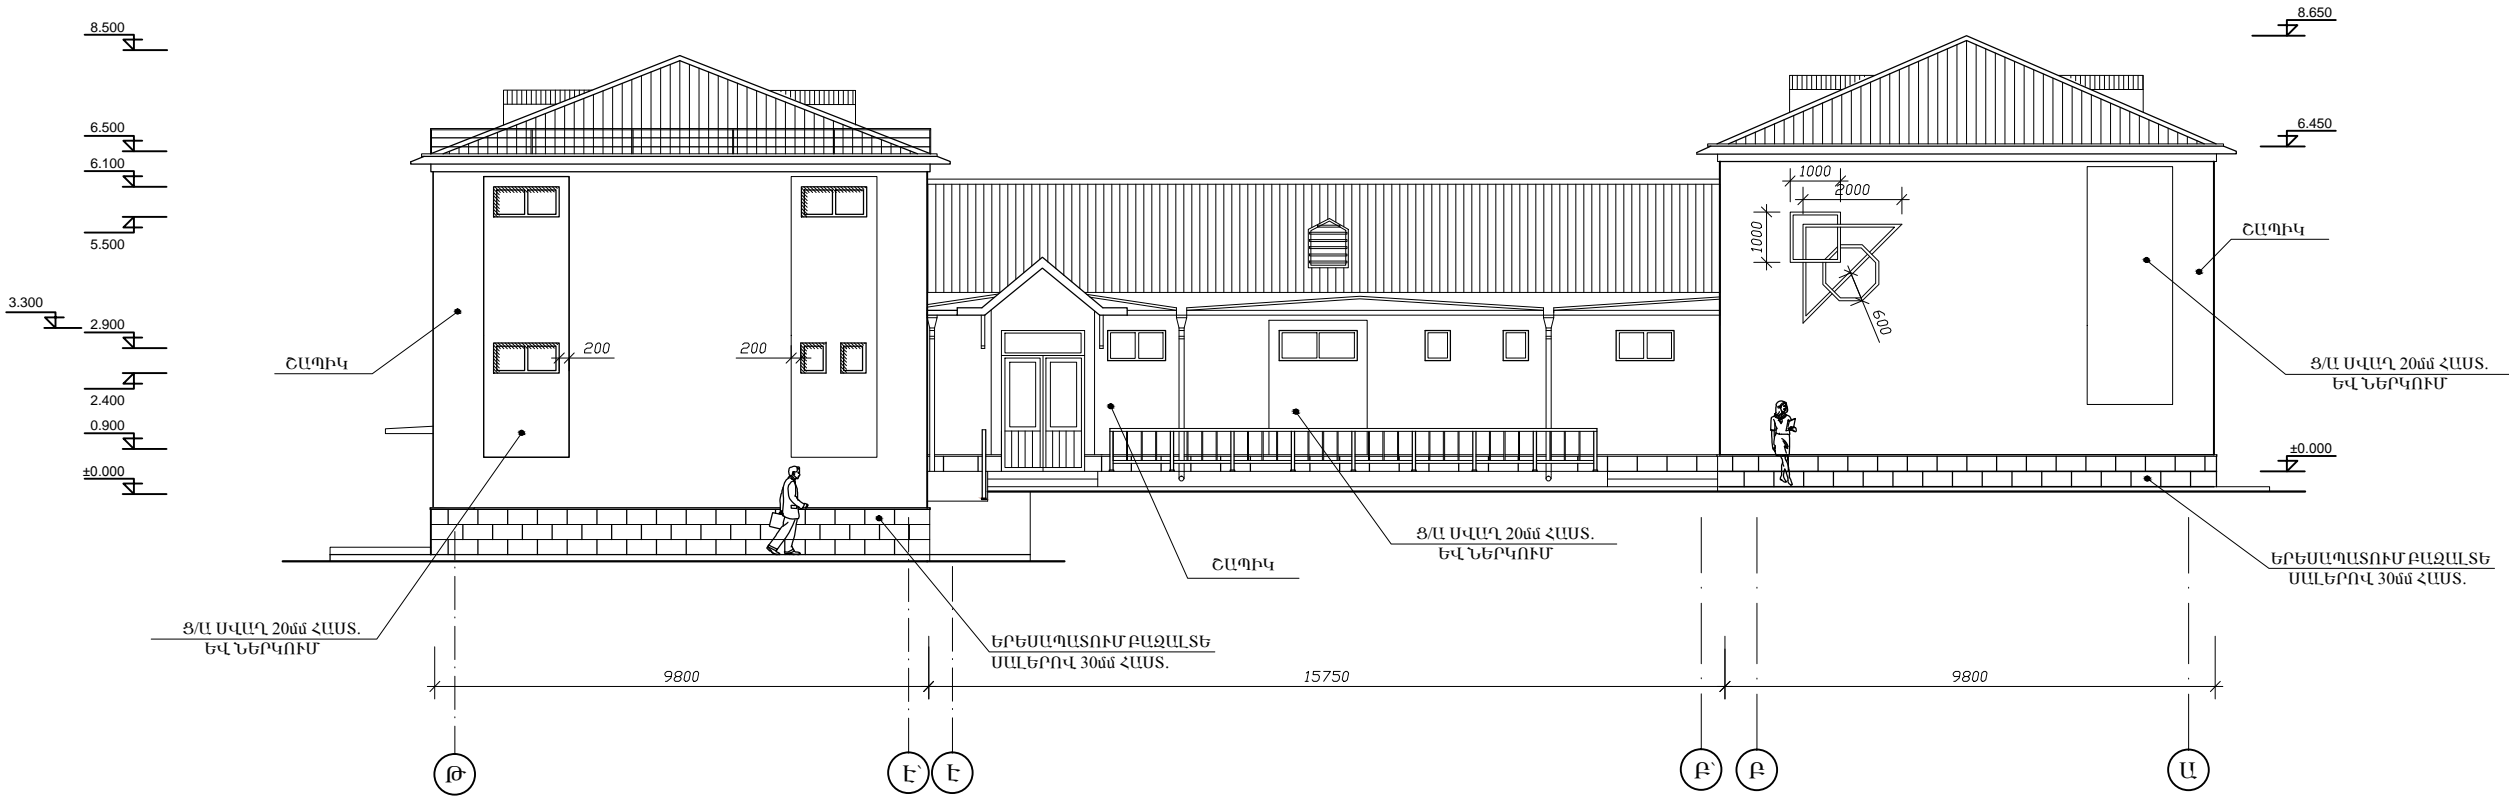 8.500
8.650
6.500
6.450
6.100
1000
2000
5.500
1000
ՇԱՊԻԿ
3.300
2.900
600
200
200
ՇԱՊԻԿ
Ց/Ա ՍՎԱՂ 20մմ ՀԱՍՏ.
ԵՎ ՆԵՐԿՈՒՄ
2.400
0.900
±0.000
±0.000
Ց/Ա ՍՎԱՂ 20մմ ՀԱՍՏ.
ԵՎ ՆԵՐԿՈՒՄ
ՇԱՊԻԿ
ԵՐԵՍԱՊԱՏՈՒՄ ԲԱԶԱԼՏԵ
ՍԱԼԵՐՈՎ 30մմ ՀԱՍՏ.
Ց/Ա ՍՎԱՂ 20մմ ՀԱՍՏ.
ԵՎ ՆԵՐԿՈՒՄ
ԵՐԵՍԱՊԱՏՈՒՄ ԲԱԶԱԼՏԵ
ՍԱԼԵՐՈՎ 30մմ ՀԱՍՏ.
9800
15750
9800
Թ
Է՝
Է
Բ՝
Բ
Ա